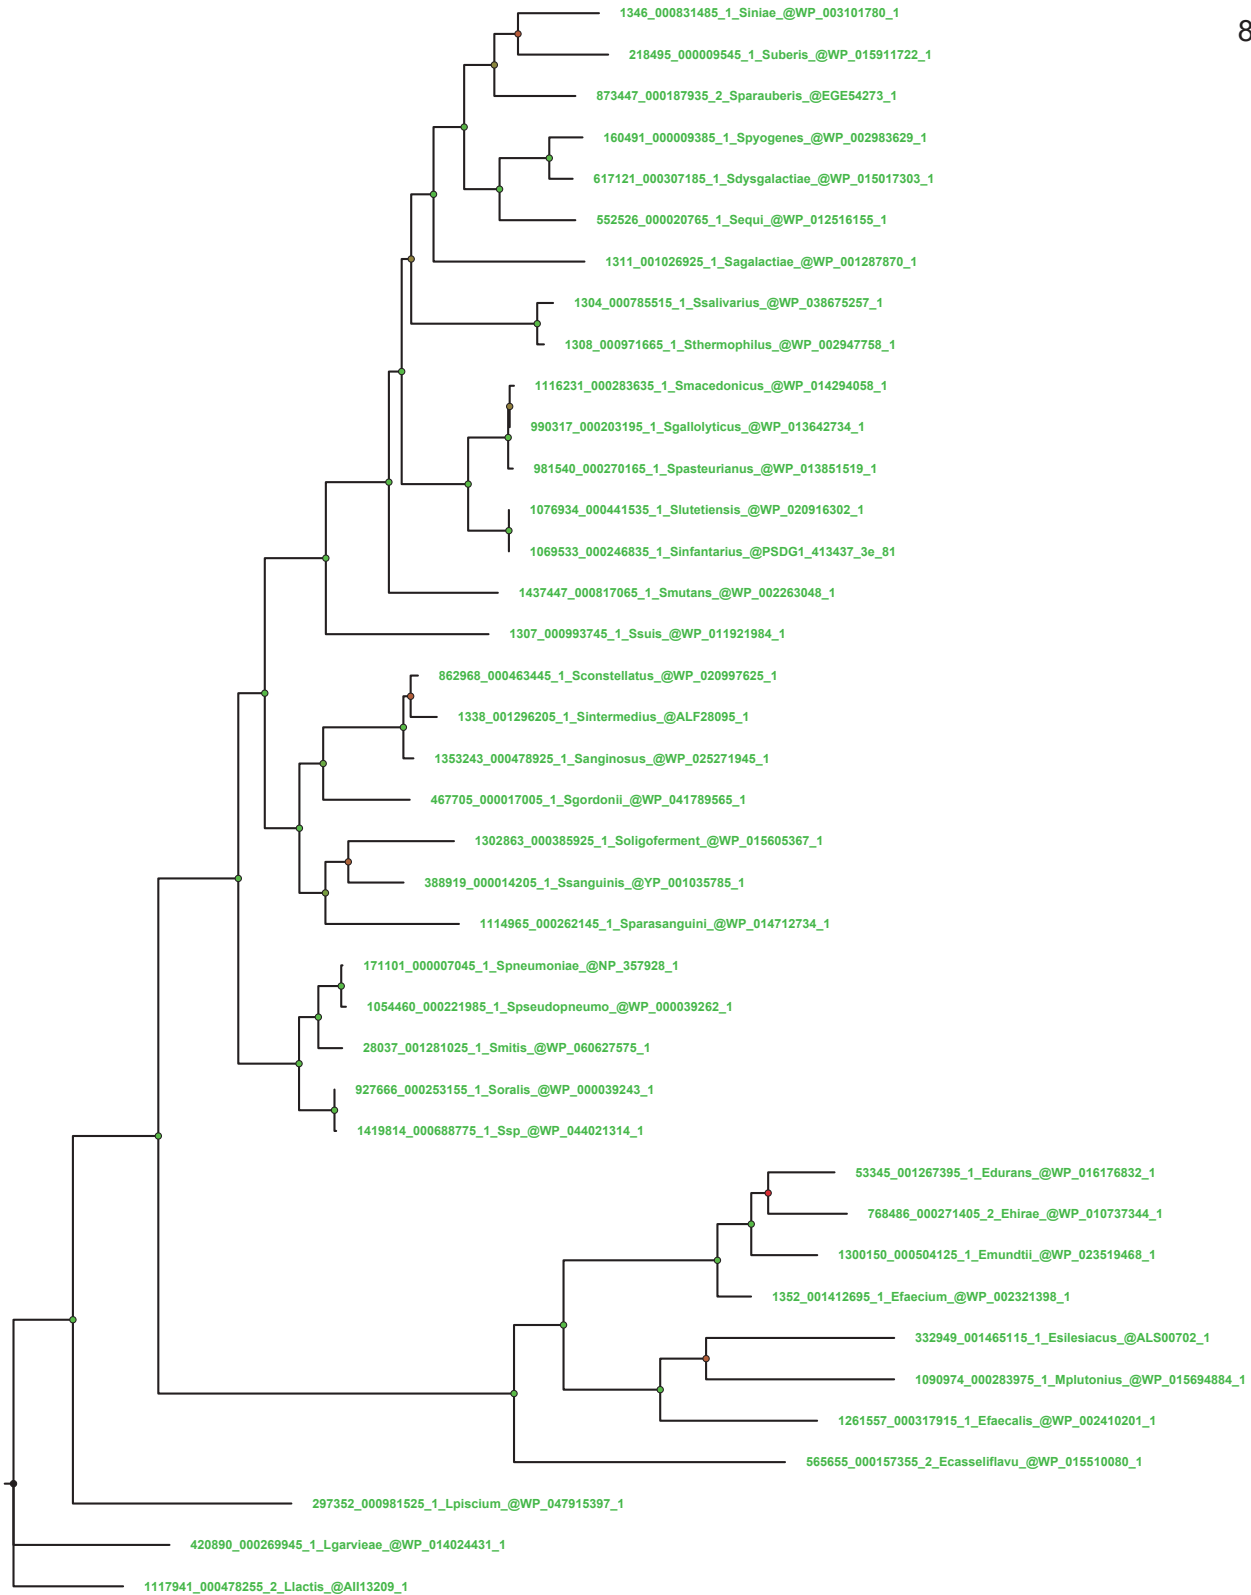 1346_000831485_1_Siniae_@WP_003101780_1
8
218495_000009545_1_Suberis_@WP_015911722_1
873447_000187935_2_Sparauberis_@EGE54273_1
160491_000009385_1_Spyogenes_@WP_002983629_1
617121_000307185_1_Sdysgalactiae_@WP_015017303_1
552526_000020765_1_Sequi_@WP_012516155_1
1311_001026925_1_Sagalactiae_@WP_001287870_1
1304_000785515_1_Ssalivarius_@WP_038675257_1
1308_000971665_1_Sthermophilus_@WP_002947758_1
1116231_000283635_1_Smacedonicus_@WP_014294058_1
990317_000203195_1_Sgallolyticus_@WP_013642734_1
981540_000270165_1_Spasteurianus_@WP_013851519_1
1076934_000441535_1_Slutetiensis_@WP_020916302_1
1069533_000246835_1_Sinfantarius_@PSDG1_413437_3e_81
1437447_000817065_1_Smutans_@WP_002263048_1
1307_000993745_1_Ssuis_@WP_011921984_1
862968_000463445_1_Sconstellatus_@WP_020997625_1
1338_001296205_1_Sintermedius_@ALF28095_1
1353243_000478925_1_Sanginosus_@WP_025271945_1
467705_000017005_1_Sgordonii_@WP_041789565_1
1302863_000385925_1_Soligoferment_@WP_015605367_1
388919_000014205_1_Ssanguinis_@YP_001035785_1
1114965_000262145_1_Sparasanguini_@WP_014712734_1
171101_000007045_1_Spneumoniae_@NP_357928_1
1054460_000221985_1_Spseudopneumo_@WP_000039262_1
28037_001281025_1_Smitis_@WP_060627575_1
927666_000253155_1_Soralis_@WP_000039243_1
1419814_000688775_1_Ssp_@WP_044021314_1
53345_001267395_1_Edurans_@WP_016176832_1
768486_000271405_2_Ehirae_@WP_010737344_1
1300150_000504125_1_Emundtii_@WP_023519468_1
1352_001412695_1_Efaecium_@WP_002321398_1
332949_001465115_1_Esilesiacus_@ALS00702_1
1090974_000283975_1_Mplutonius_@WP_015694884_1
1261557_000317915_1_Efaecalis_@WP_002410201_1
565655_000157355_2_Ecasseliflavu_@WP_015510080_1
297352_000981525_1_Lpiscium_@WP_047915397_1
420890_000269945_1_Lgarvieae_@WP_014024431_1
1117941_000478255_2_Llactis_@AII13209_1